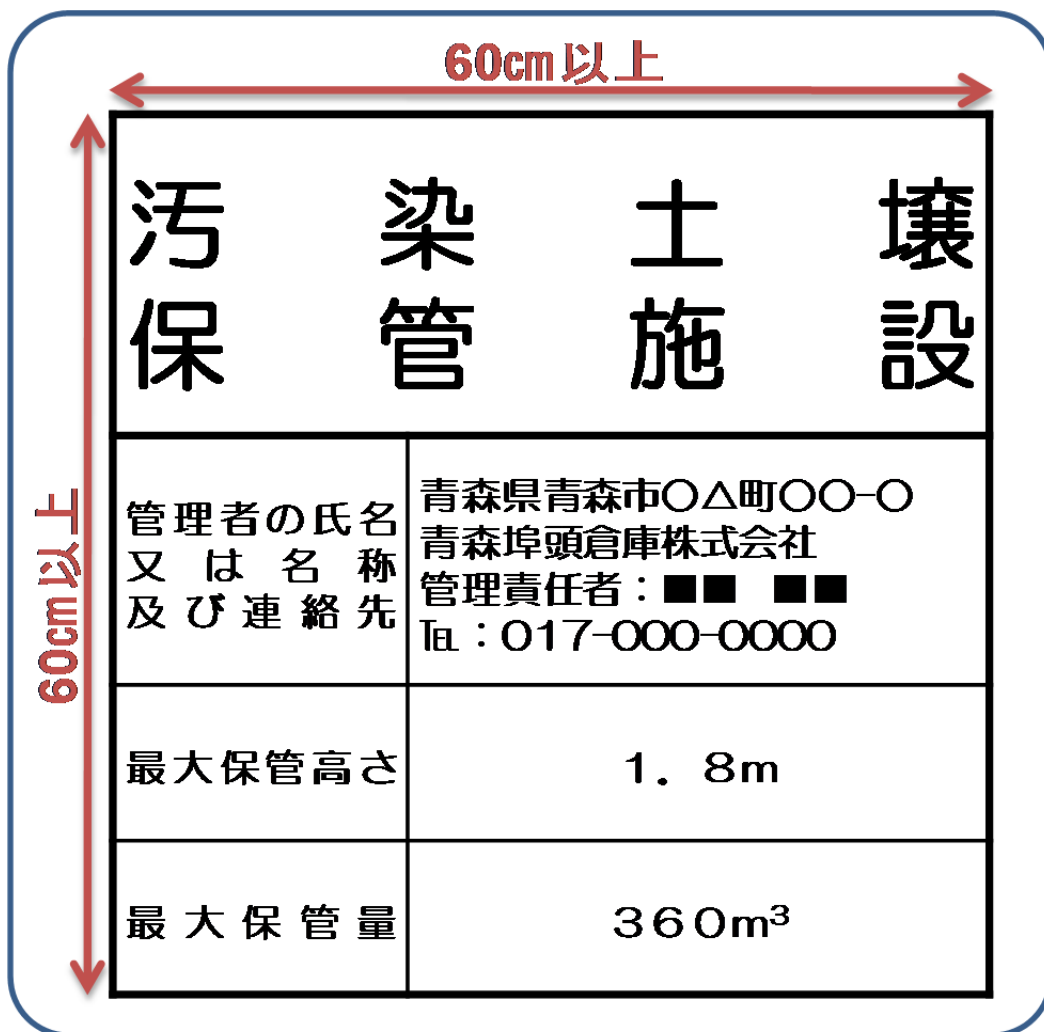 60cm以上
60cm以上
汚染土壌
保管施設
管理者の氏名
又は名称
及び連絡先
青森県青森市○△町○○-○
青森埠頭倉庫株式会社
管理責任者：■■　■■
℡：017-000-0000
最大保管高さ
1．8m
最大保管量
360m³